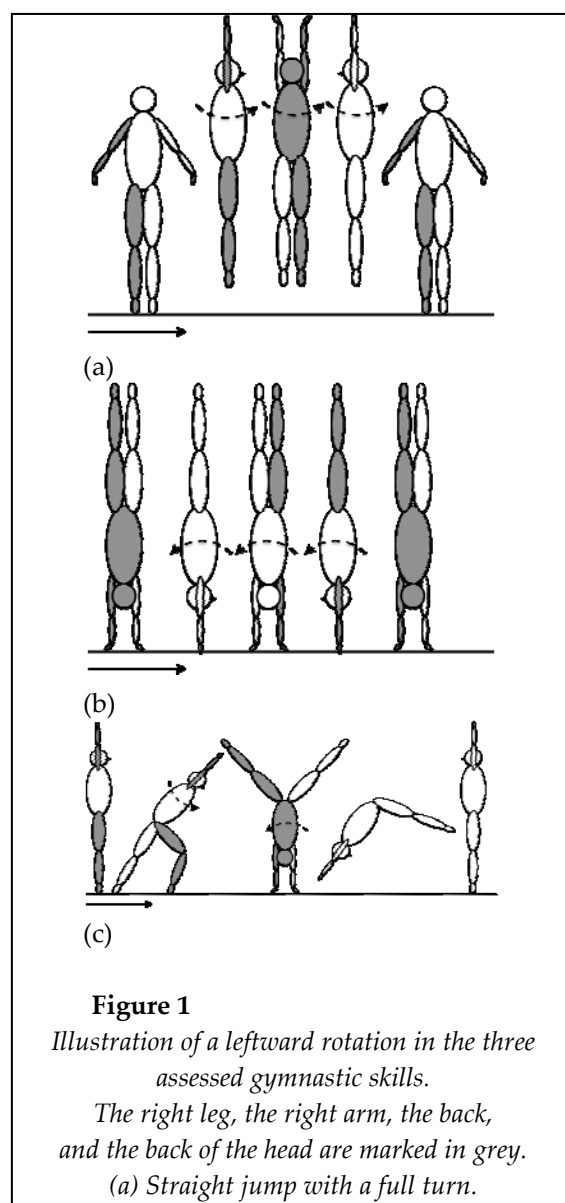 (a)
(b)
(c)
Figure 1
Illustration of a leftward rotation in the three
assessed gymnastic skills.
The right leg, the right arm, the back,
and the back of the head are marked in grey.
(a) Straight jump with a full turn.